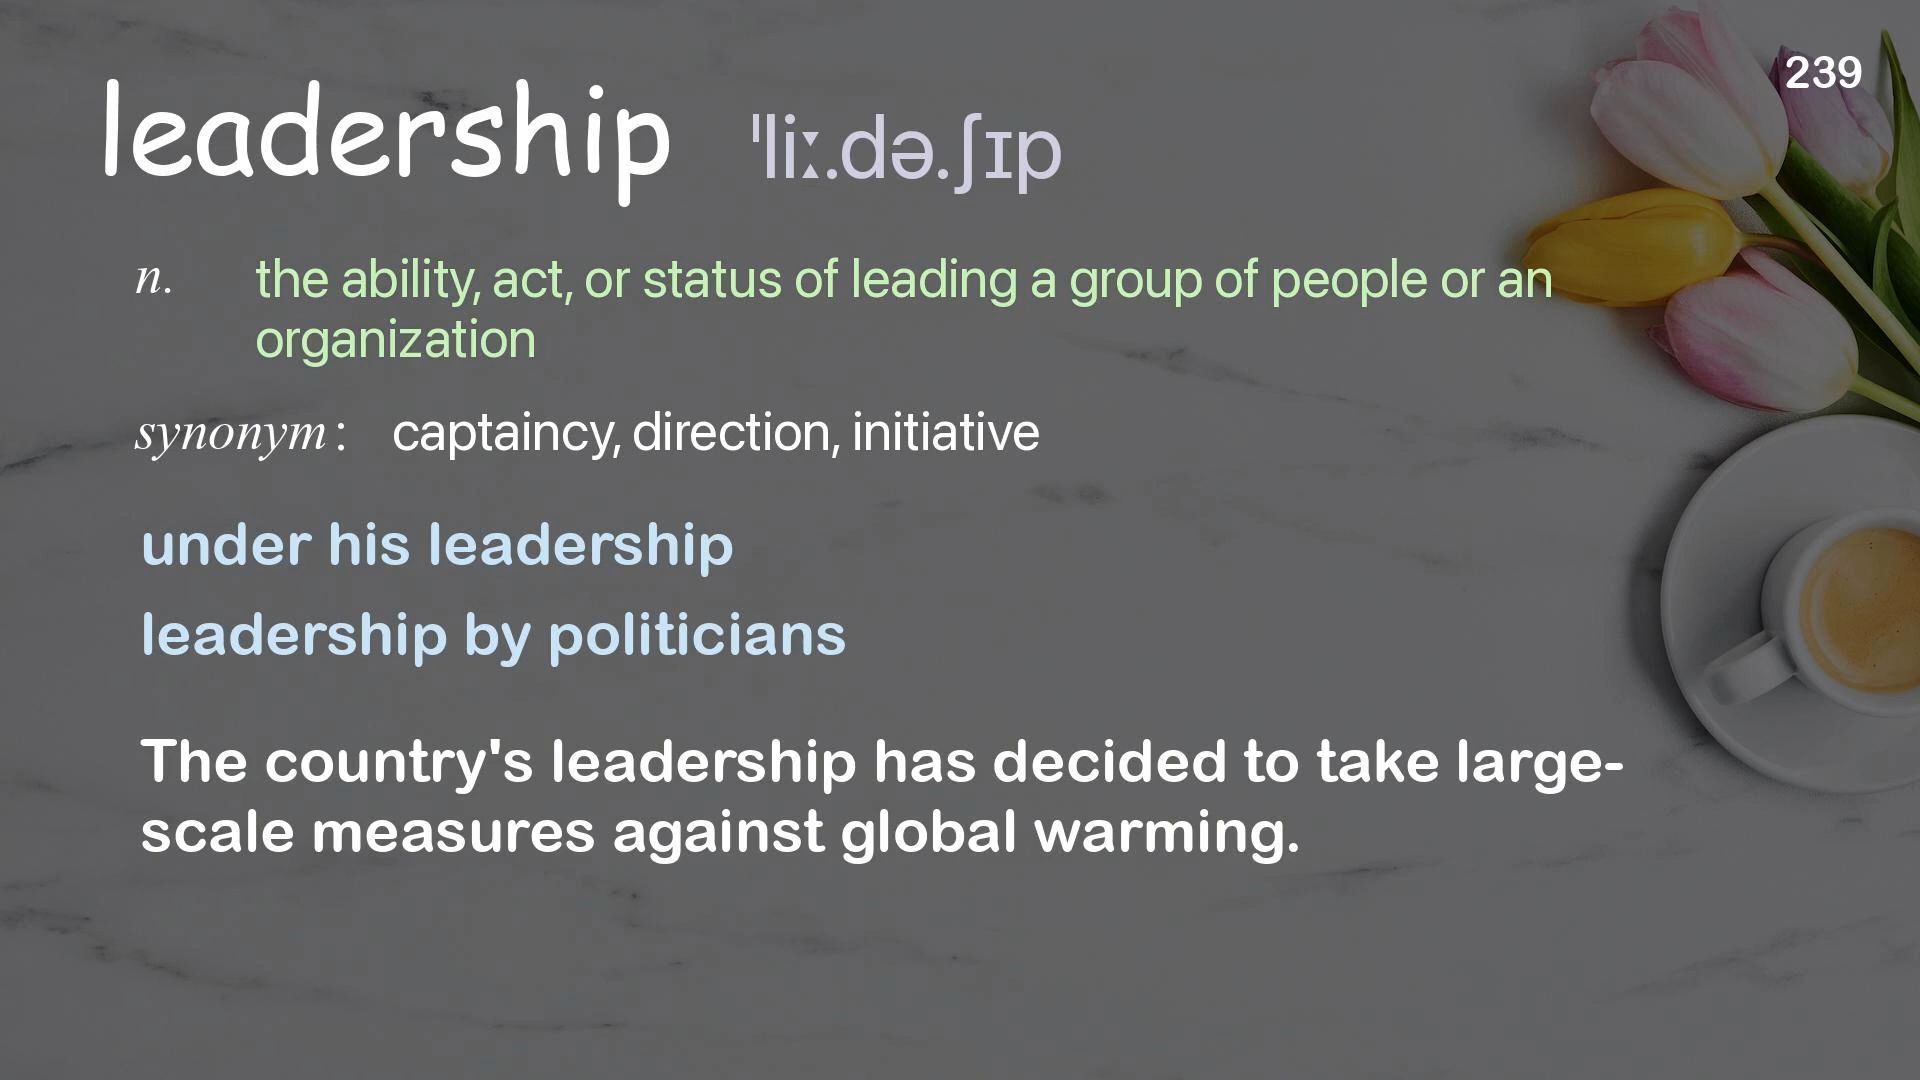 239
leadership ˈliː.də.ʃɪp
n. the ability, act, or status of leading a group of people or an
organization
synonym: captaincy, direction, initiative
under his leadership
leadership by politicians
The country's leadership has decided to take large-
scale measures against global warming.